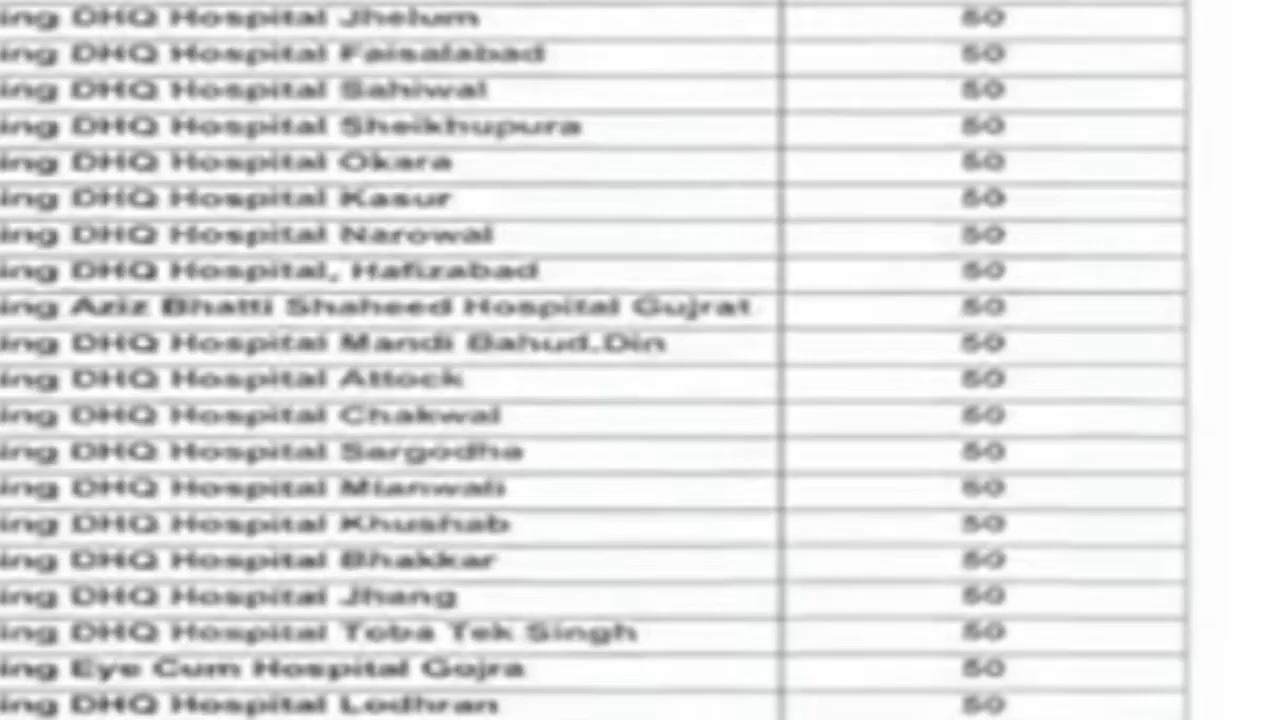 ing DHQ Hospital Jhelum 50
ing DHQ Hospital Faisalabad 50
ing DHQ Hospital Sahiwal 50
ing DHQ Hospital Sheikhupura 50
ing DHQ Hospital Okara 50
ing DHQ Hospital Kasur 50
ing DHQ Hospital Narowal 50
ing DHQ Hospital, Hafizabad 50
ing Aziz Bhatti Shaheed Hospital Gujrat 50
ing DHQ Hospital Mandi Bahud.Din 50
ing DHQ Hospital Attock 50
ing DHQ Hospital Chakwal 50
ing DHQ Hospital Sargodha 50
ing DHQ Hospital Mianwali 50
ing DHQ Hospital Khushab 50
ing DHQ Hospital Bhakkar 50
ing DHQ Hospital Jhang 50
ing DHQ Hospital Toba Tek Singh 50
ing Eye Cum Hospital Gojra 50
ing DHQ Hospital Lodhran 50